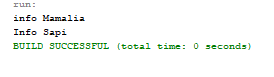 run:
info Mamalia
Info Sapi
BUILD SUCCESSFUL (total time: 0 seconds)